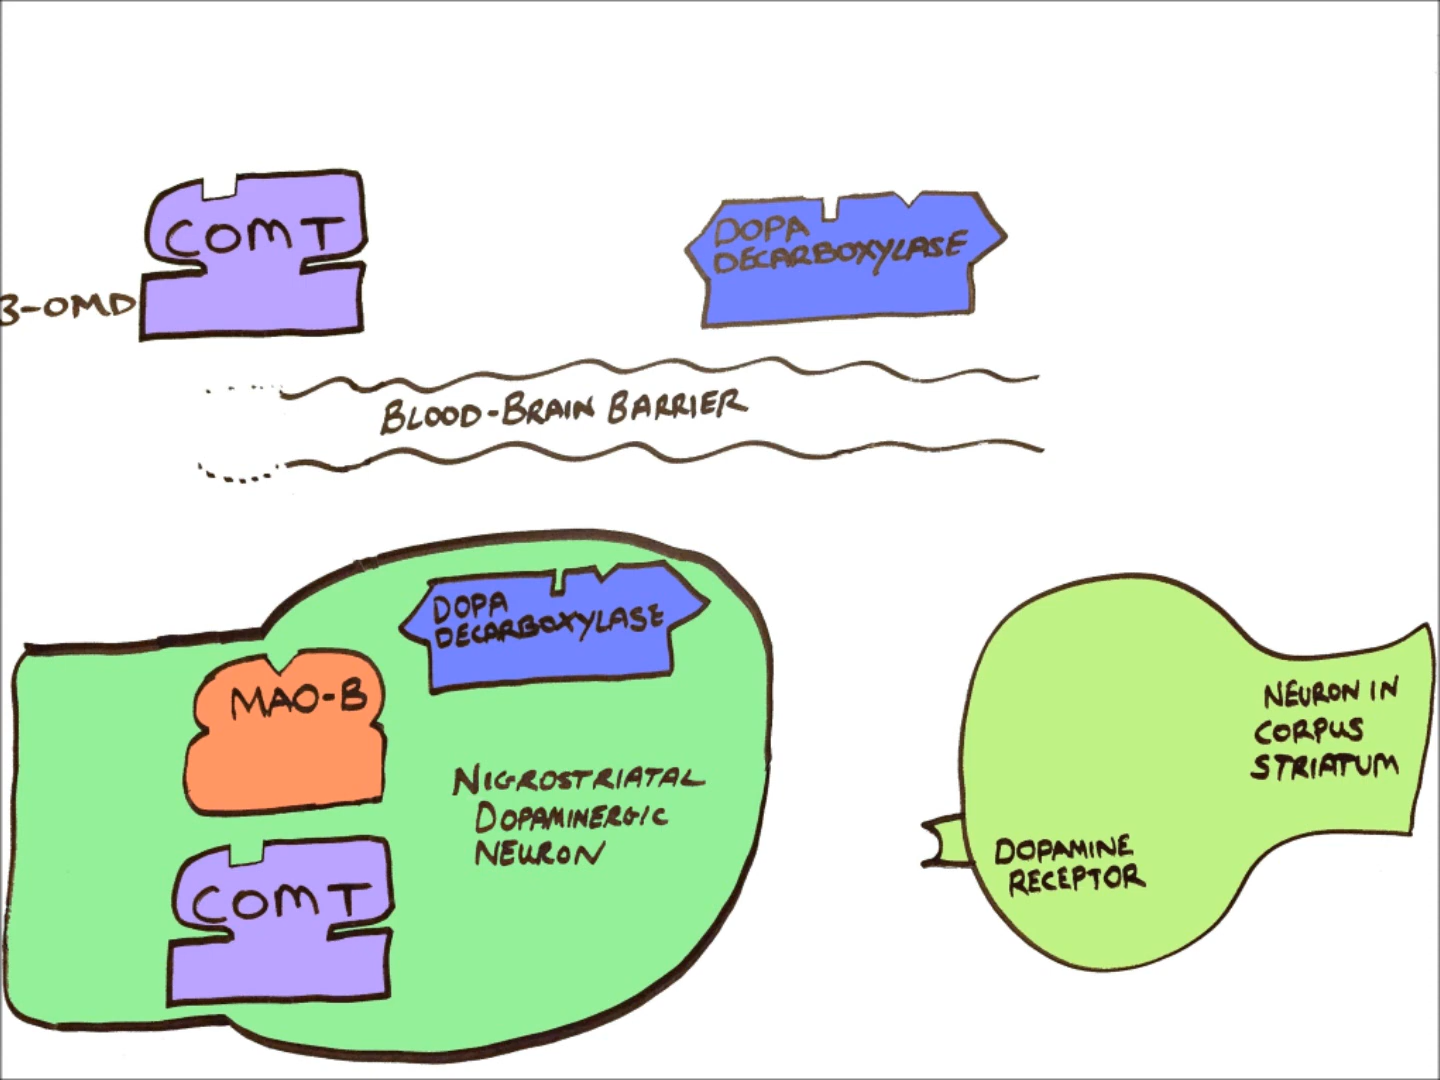 COMT
DOPA
DECARBOXYLASE
3-OMD
BLOOD-BRAIN BARRIER
DOPA
DECARBOXYLASE
MAO-B
NIGROSTRIATAL
DOPAMINERGIC
NEURON
COMT
NEURON IN
CORPUS
STRIATUM
DOPAMINE
RECEPTOR